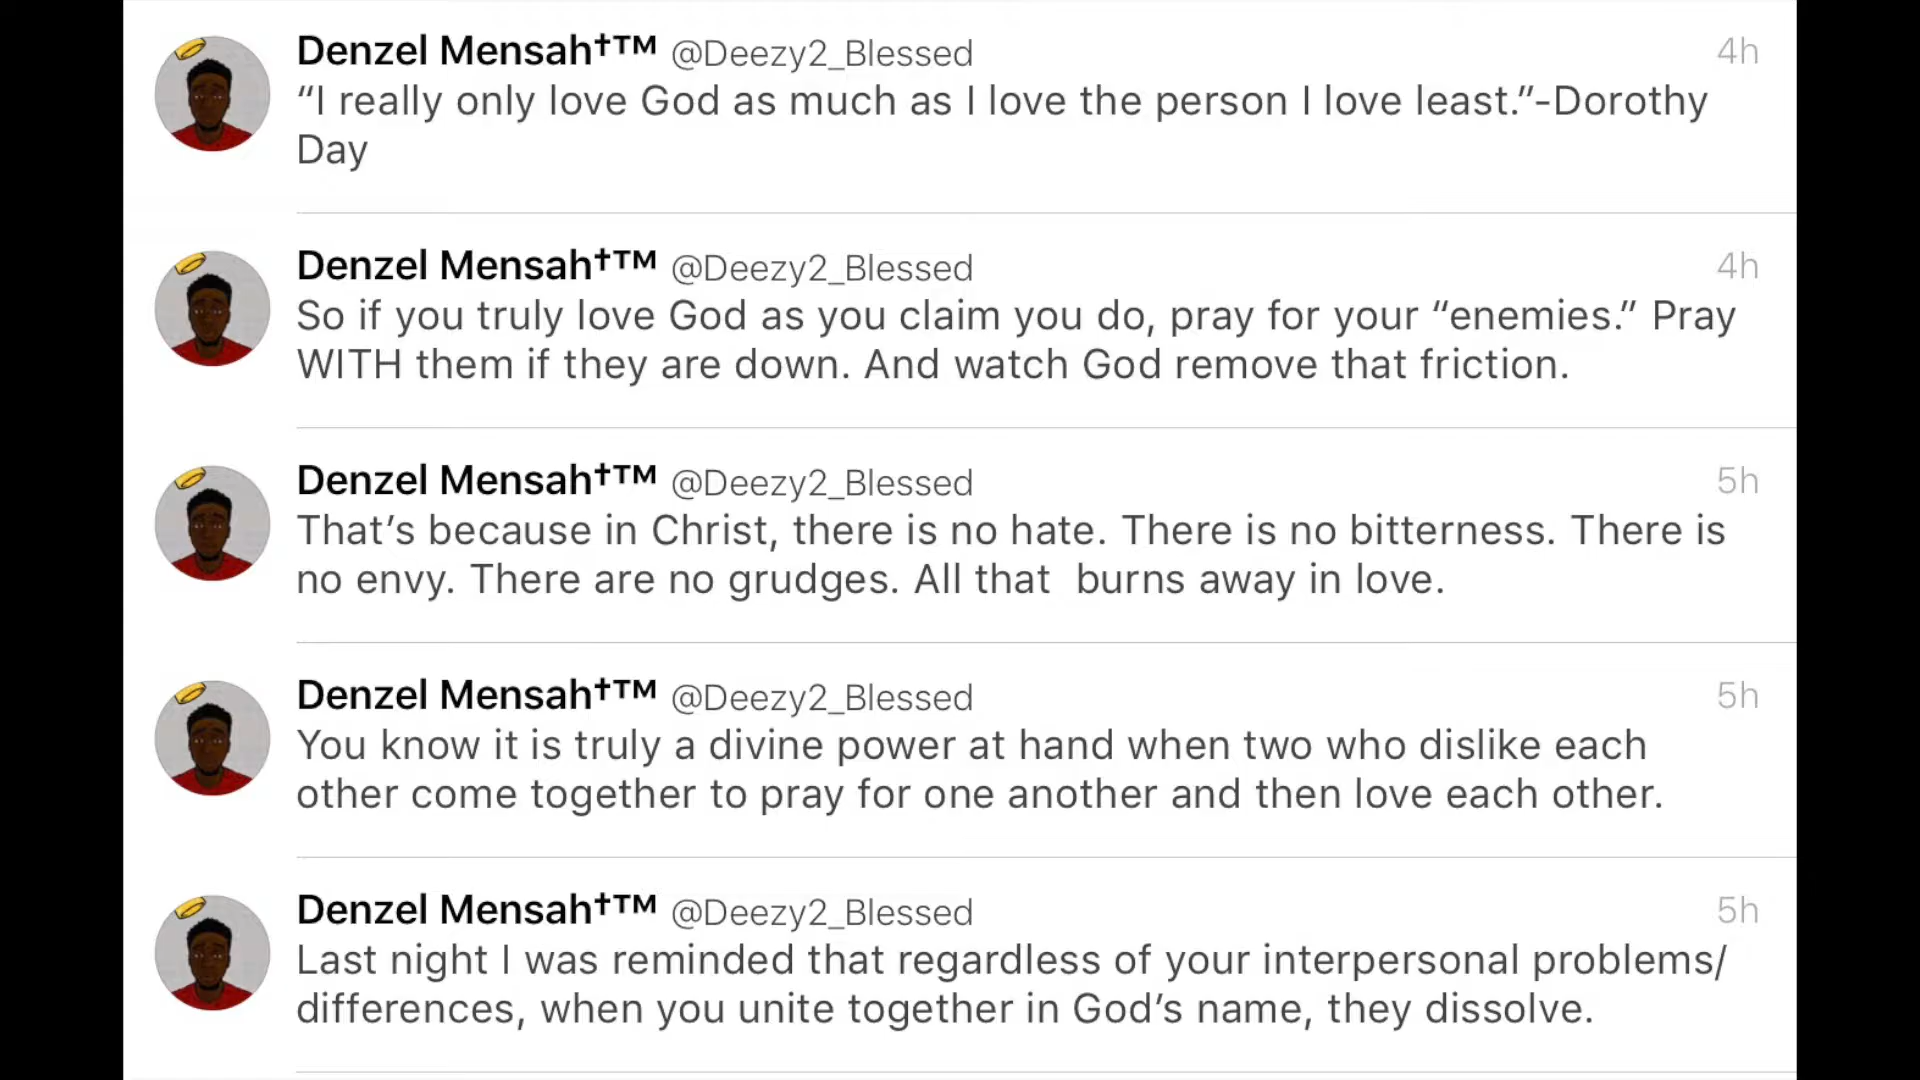 Denzel Mensah†™ @Deezy2_Blessed 4h
“I really only love God as much as I love the person I love least.”-Dorothy
Day
Denzel Mensah†™ @Deezy2_Blessed 4h
So if you truly love God as you claim you do, pray for your “enemies.” Pray
WITH them if they are down. And watch God remove that friction.
Denzel Mensah†™ @Deezy2_Blessed 5h
That’s because in Christ, there is no hate. There is no bitterness. There is
no envy. There are no grudges. All that  burns away in love.
Denzel Mensah†™ @Deezy2_Blessed 5h
You know it is truly a divine power at hand when two who dislike each
other come together to pray for one another and then love each other.
Denzel Mensah†™ @Deezy2_Blessed 5h
Last night I was reminded that regardless of your interpersonal problems/
differences, when you unite together in God’s name, they dissolve.